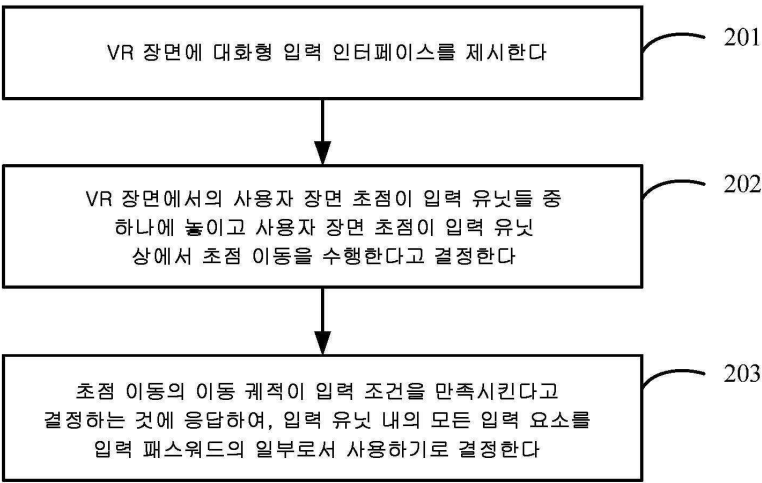 VR 장면에 대화형 입력 인터페이스를 제시한다
201
VR 장면에서의 사용자 장면 초점이 입력 유닛들 중
하나에 놓이고 사용자 장면 초점이 입력 유닛
상에서 초점 이동을 수행한다고 결정한다
202
초점 이동의 이동 궤적이 입력 조건을 만족시킨다고
결정하는 것에 응답하여, 입력 유닛 내의 모든 입력 요소를
입력 패스워드의 일부로서 사용하기로 결정한다
203